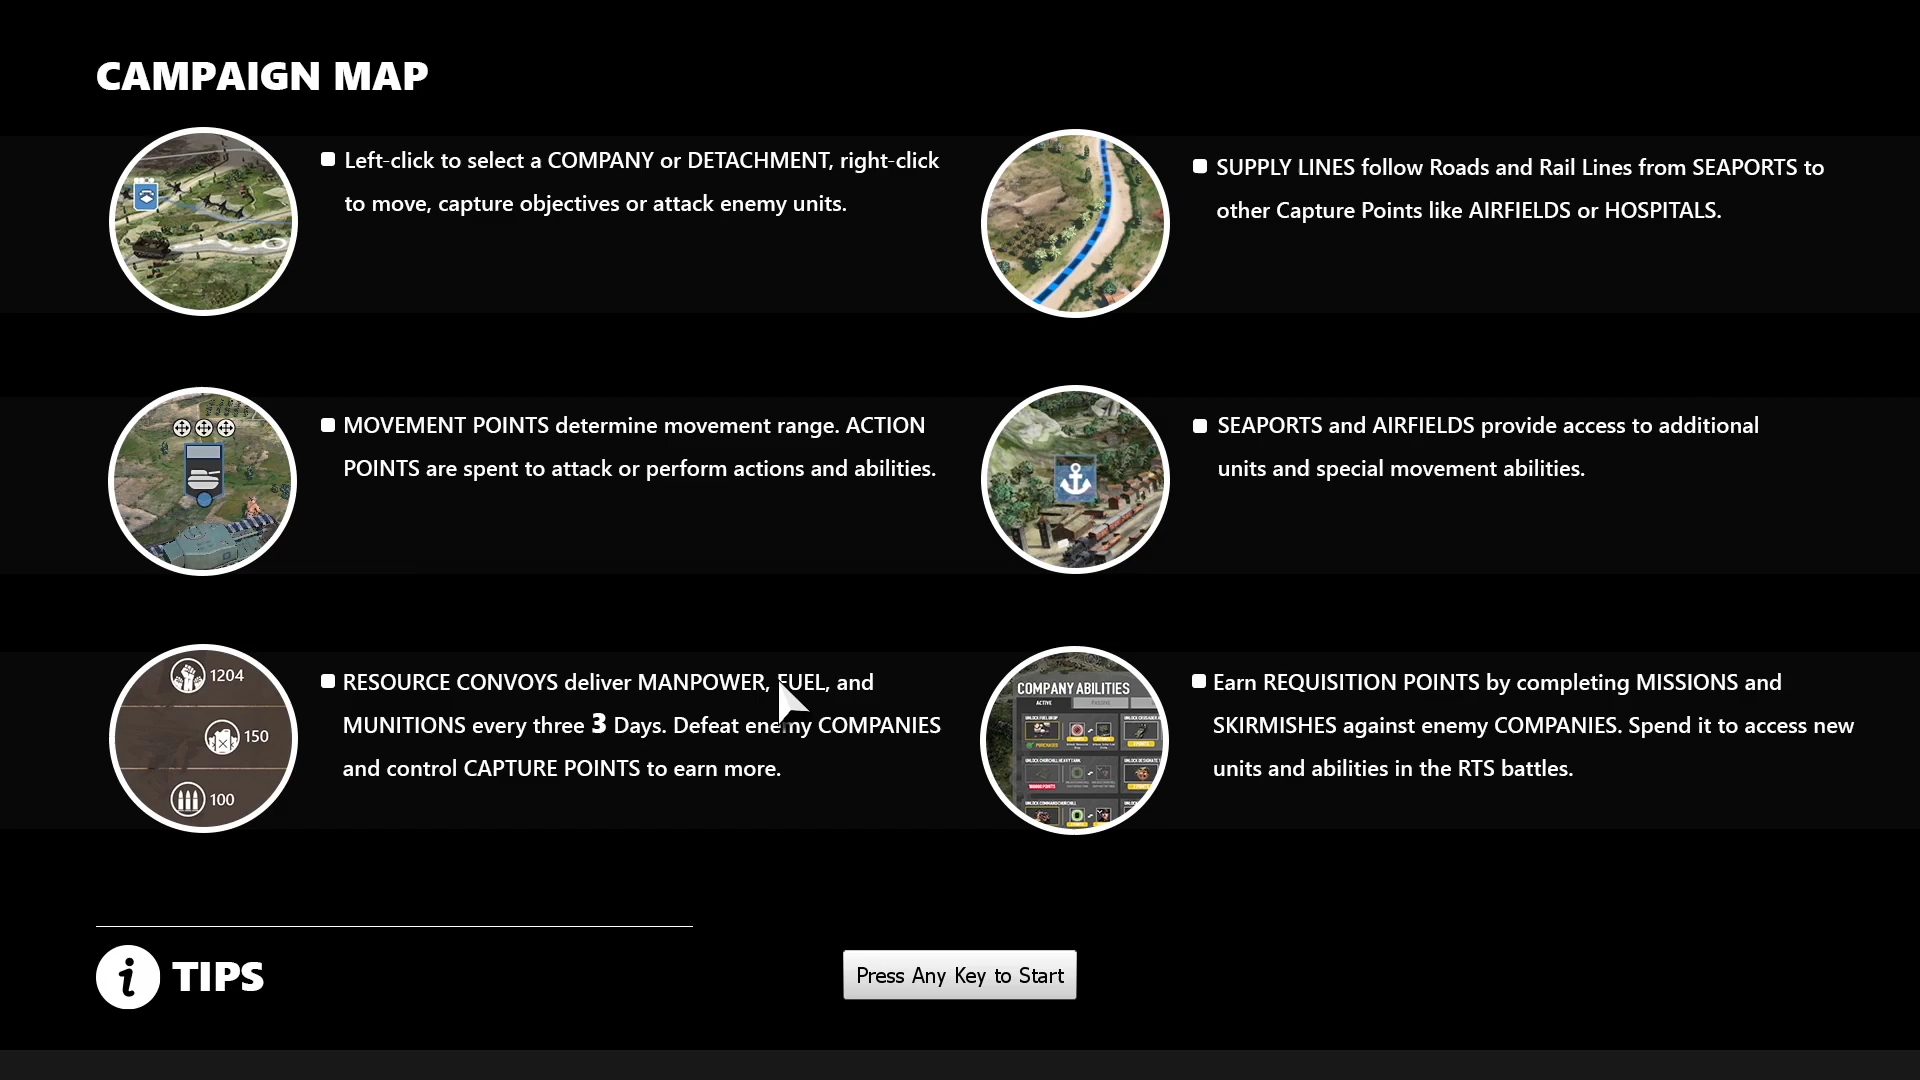 CAMPAIGN MAP
Left-click to select a COMPANY or DETACHMENT, right-click
to move, capture objectives or attack enemy units.
SUPPLY LINES follow Roads and Rail Lines from SEAPORTS to
other Capture Points like AIRFIELDS or HOSPITALS.
MOVEMENT POINTS determine movement range. ACTION
POINTS are spent to attack or perform actions and abilities.
SEAPORTS and AIRFIELDS provide access to additional
units and special movement abilities.
1204
150
100
RESOURCE CONVOYS deliver MANPOWER, FUEL, and
MUNITIONS every three 3 Days. Defeat enemy COMPANIES
and control CAPTURE POINTS to earn more.
COMPANY ABILITIES
ACTIVE
Earn REQUISITION POINTS by completing MISSIONS and
SKIRMISHES against enemy COMPANIES. Spend it to access new
units and abilities in the RTS battles.
i TIPS
Press Any Key to Start